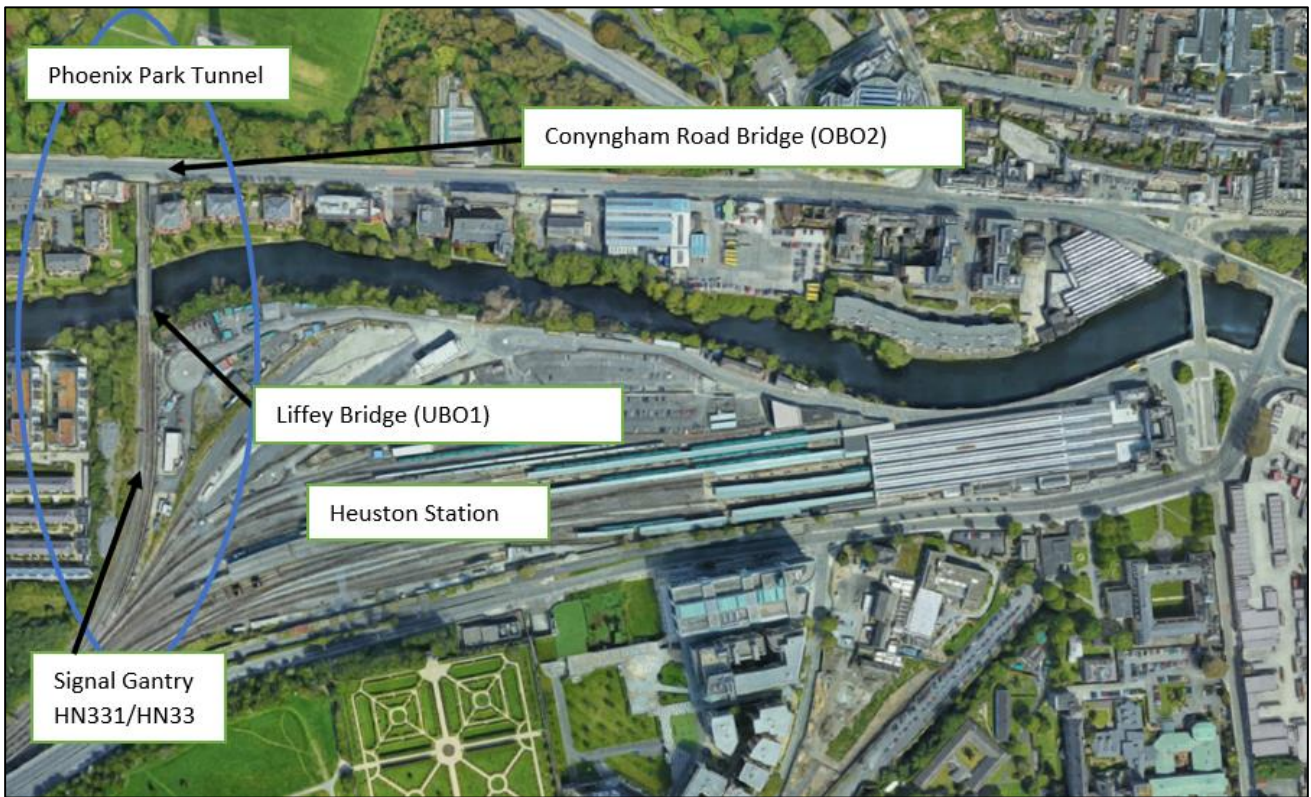 Phoenix Park Tunnel
Conyngham Road Bridge (OBO2)
Liffey Bridge (UBO1)
Heuston Station
Signal Gantry
HN331/HN33